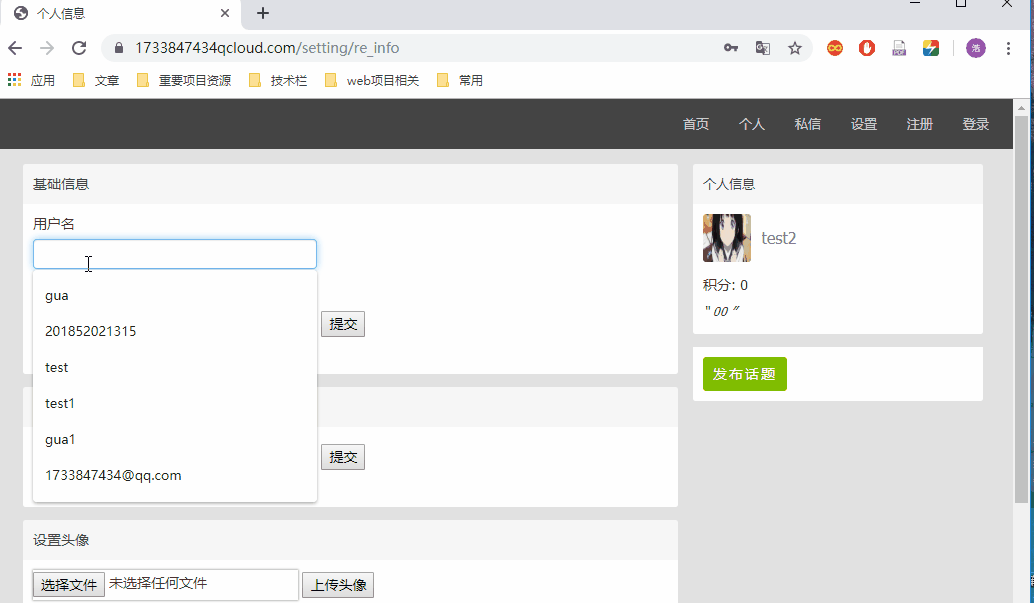 个人信息
1733847434qcloud.com/setting/re_info
应用 文章 重要项目资源 技术栏 web项目相关 常用
首页 个人 私信 设置 注册 登录
基础信息
用户名
gua
201852021315
test
test1
gua1
1733847434@qq.com
提交
提交
设置头像
选择文件 未选择任何文件 上传头像
个人信息
test2
积分: 0
" 00 "
发布话题